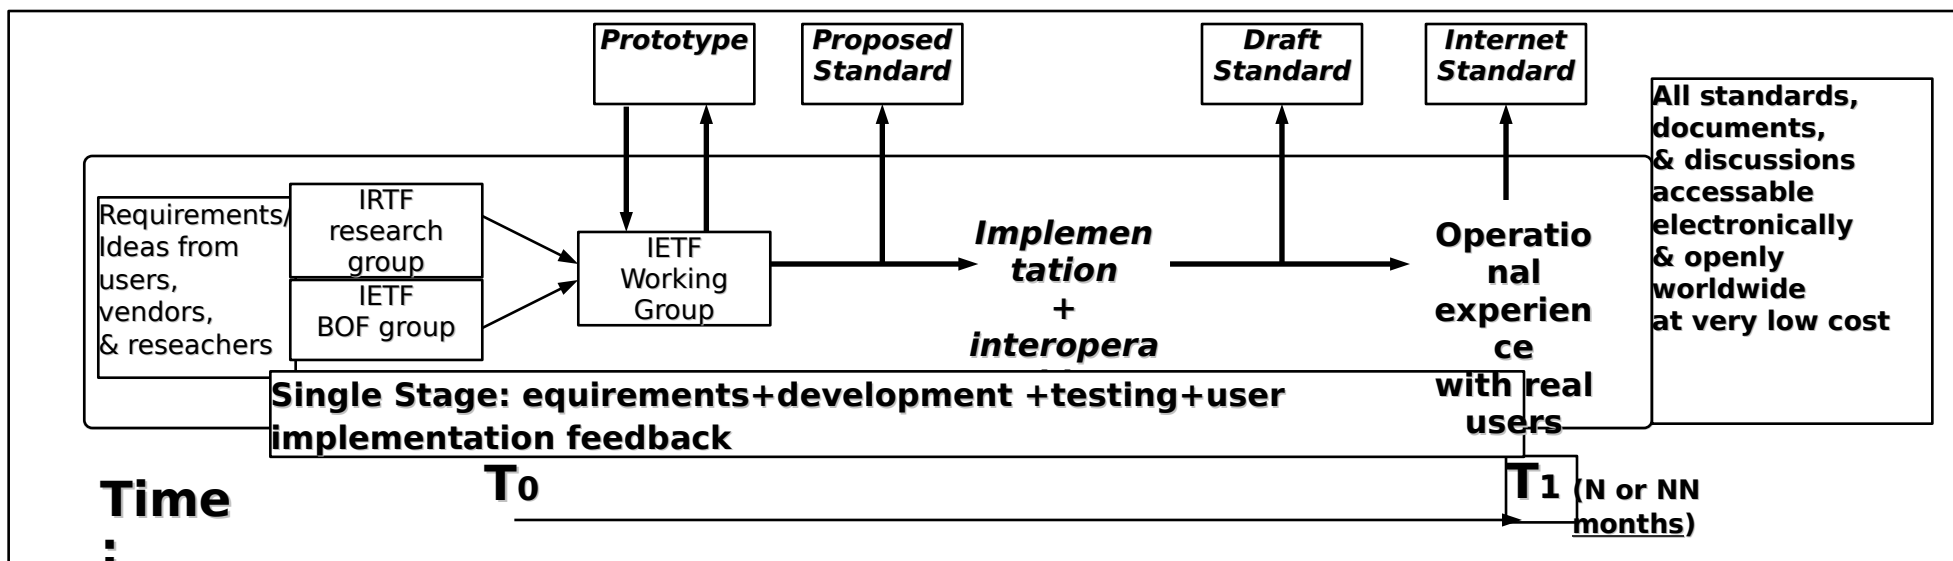 Prototype
Proposed
Standard
Draft
Standard
Internet
Standard
All standards,
documents,
& discussions
accessable
electronically
& openly
worldwide
at very low cost
Requirements/
Ideas from
users,
vendors,
& reseachers
IRTF
research
group
IETF
BOF group
IETF
Working
Group
Implemen
tation
+
interopera
Operatio
nal
experien
ce
with real
users
Single Stage: equirements+development +testing+user
implementation feedback
Time
:
T0
T1
(N or NN
months)